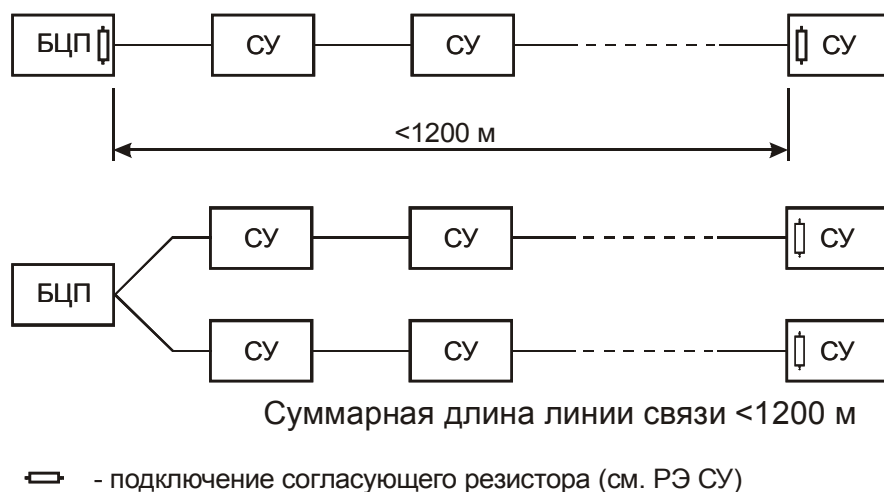 БЦП СУ СУ СУ
<1200 м
СУ СУ СУ
БЦП
СУ СУ СУ
Суммарная длина линии связи <1200 м
- подключение согласующего резистора (см. РЭ СУ)